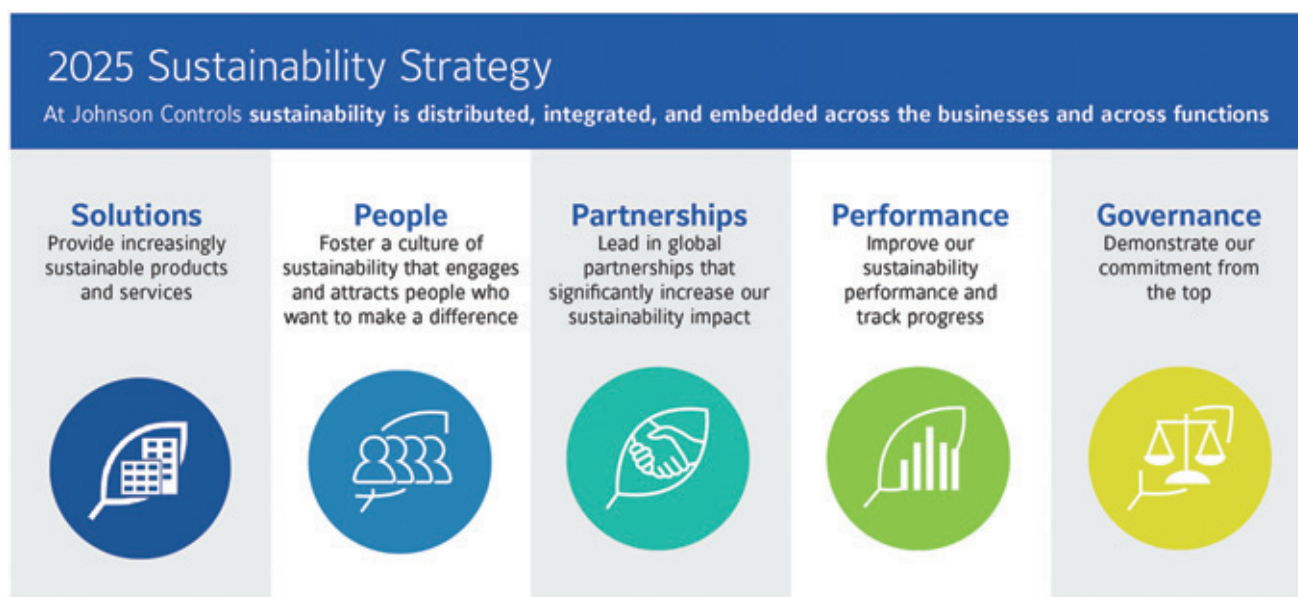 2025 Sustainability Strategy
At Johnson Controls sustainability is distributed, integrated, and embedded across the businesses and across functions
Solutions
Provide increasingly
sustainable products
and services
People
Foster a culture of
sustainability that engages
and attracts people who
want to make a difference
Partnerships
Lead in global
partnerships that
significantly increase our
sustainability impact
Performance
Improve our
sustainability
performance and
track progress
Governance
Demonstrate our
commitment from
the top